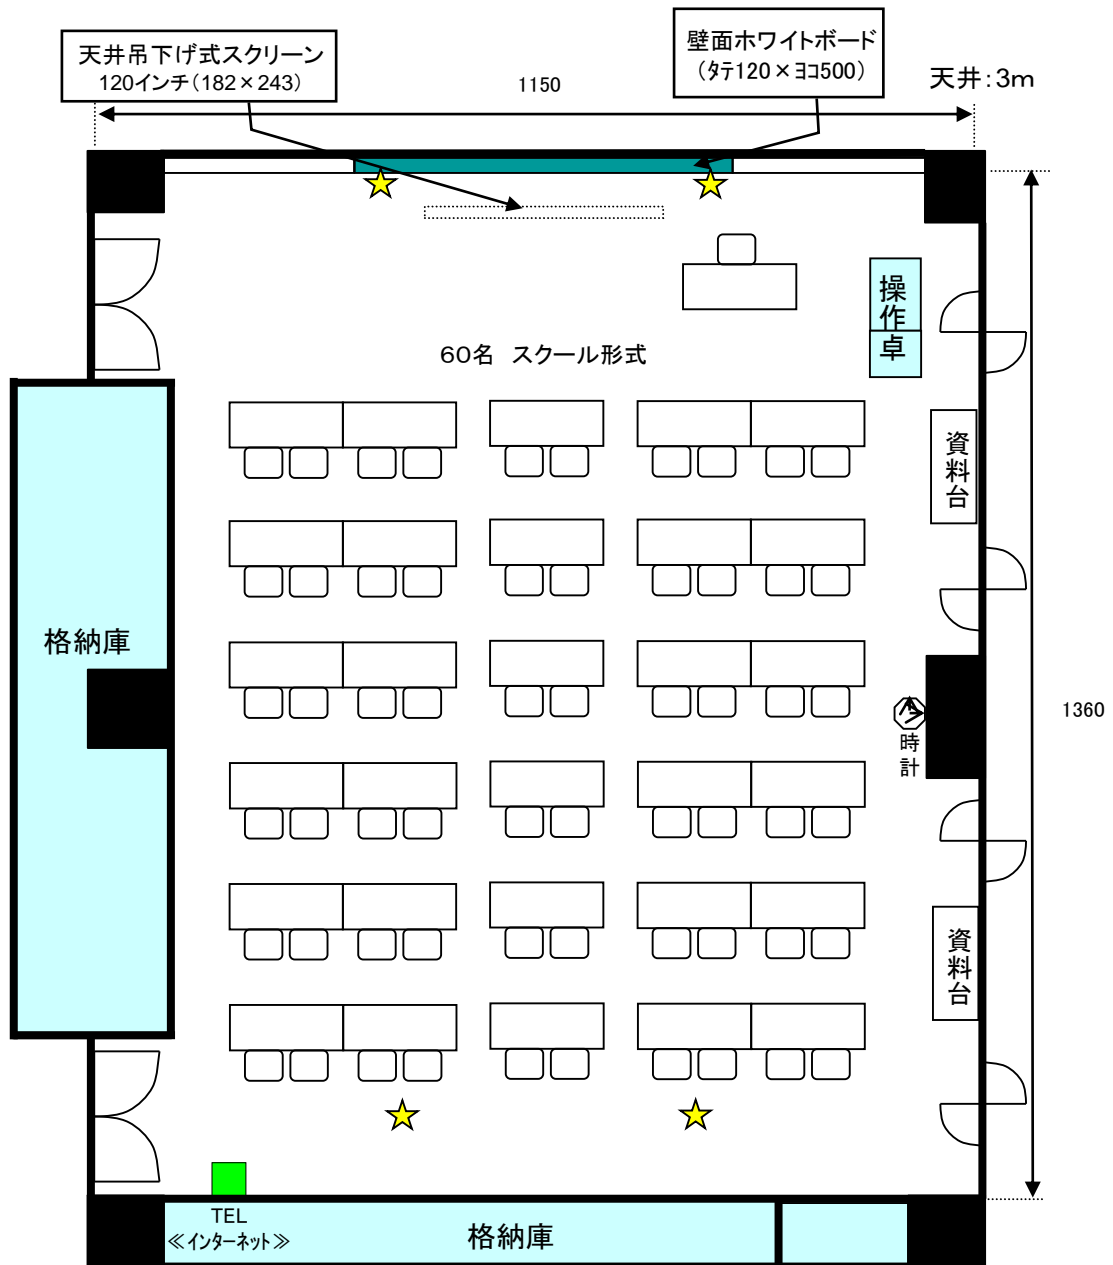 天井吊下げ式スクリーン
120インチ(182×243)
壁面ホワイトボード
(ﾀﾃ120×ﾖｺ500)
1150
天井:3m
操作卓
60名 スクール形式
資料台
格納庫
時計
1360
資料台
TEL
≪インターネット≫
格納庫